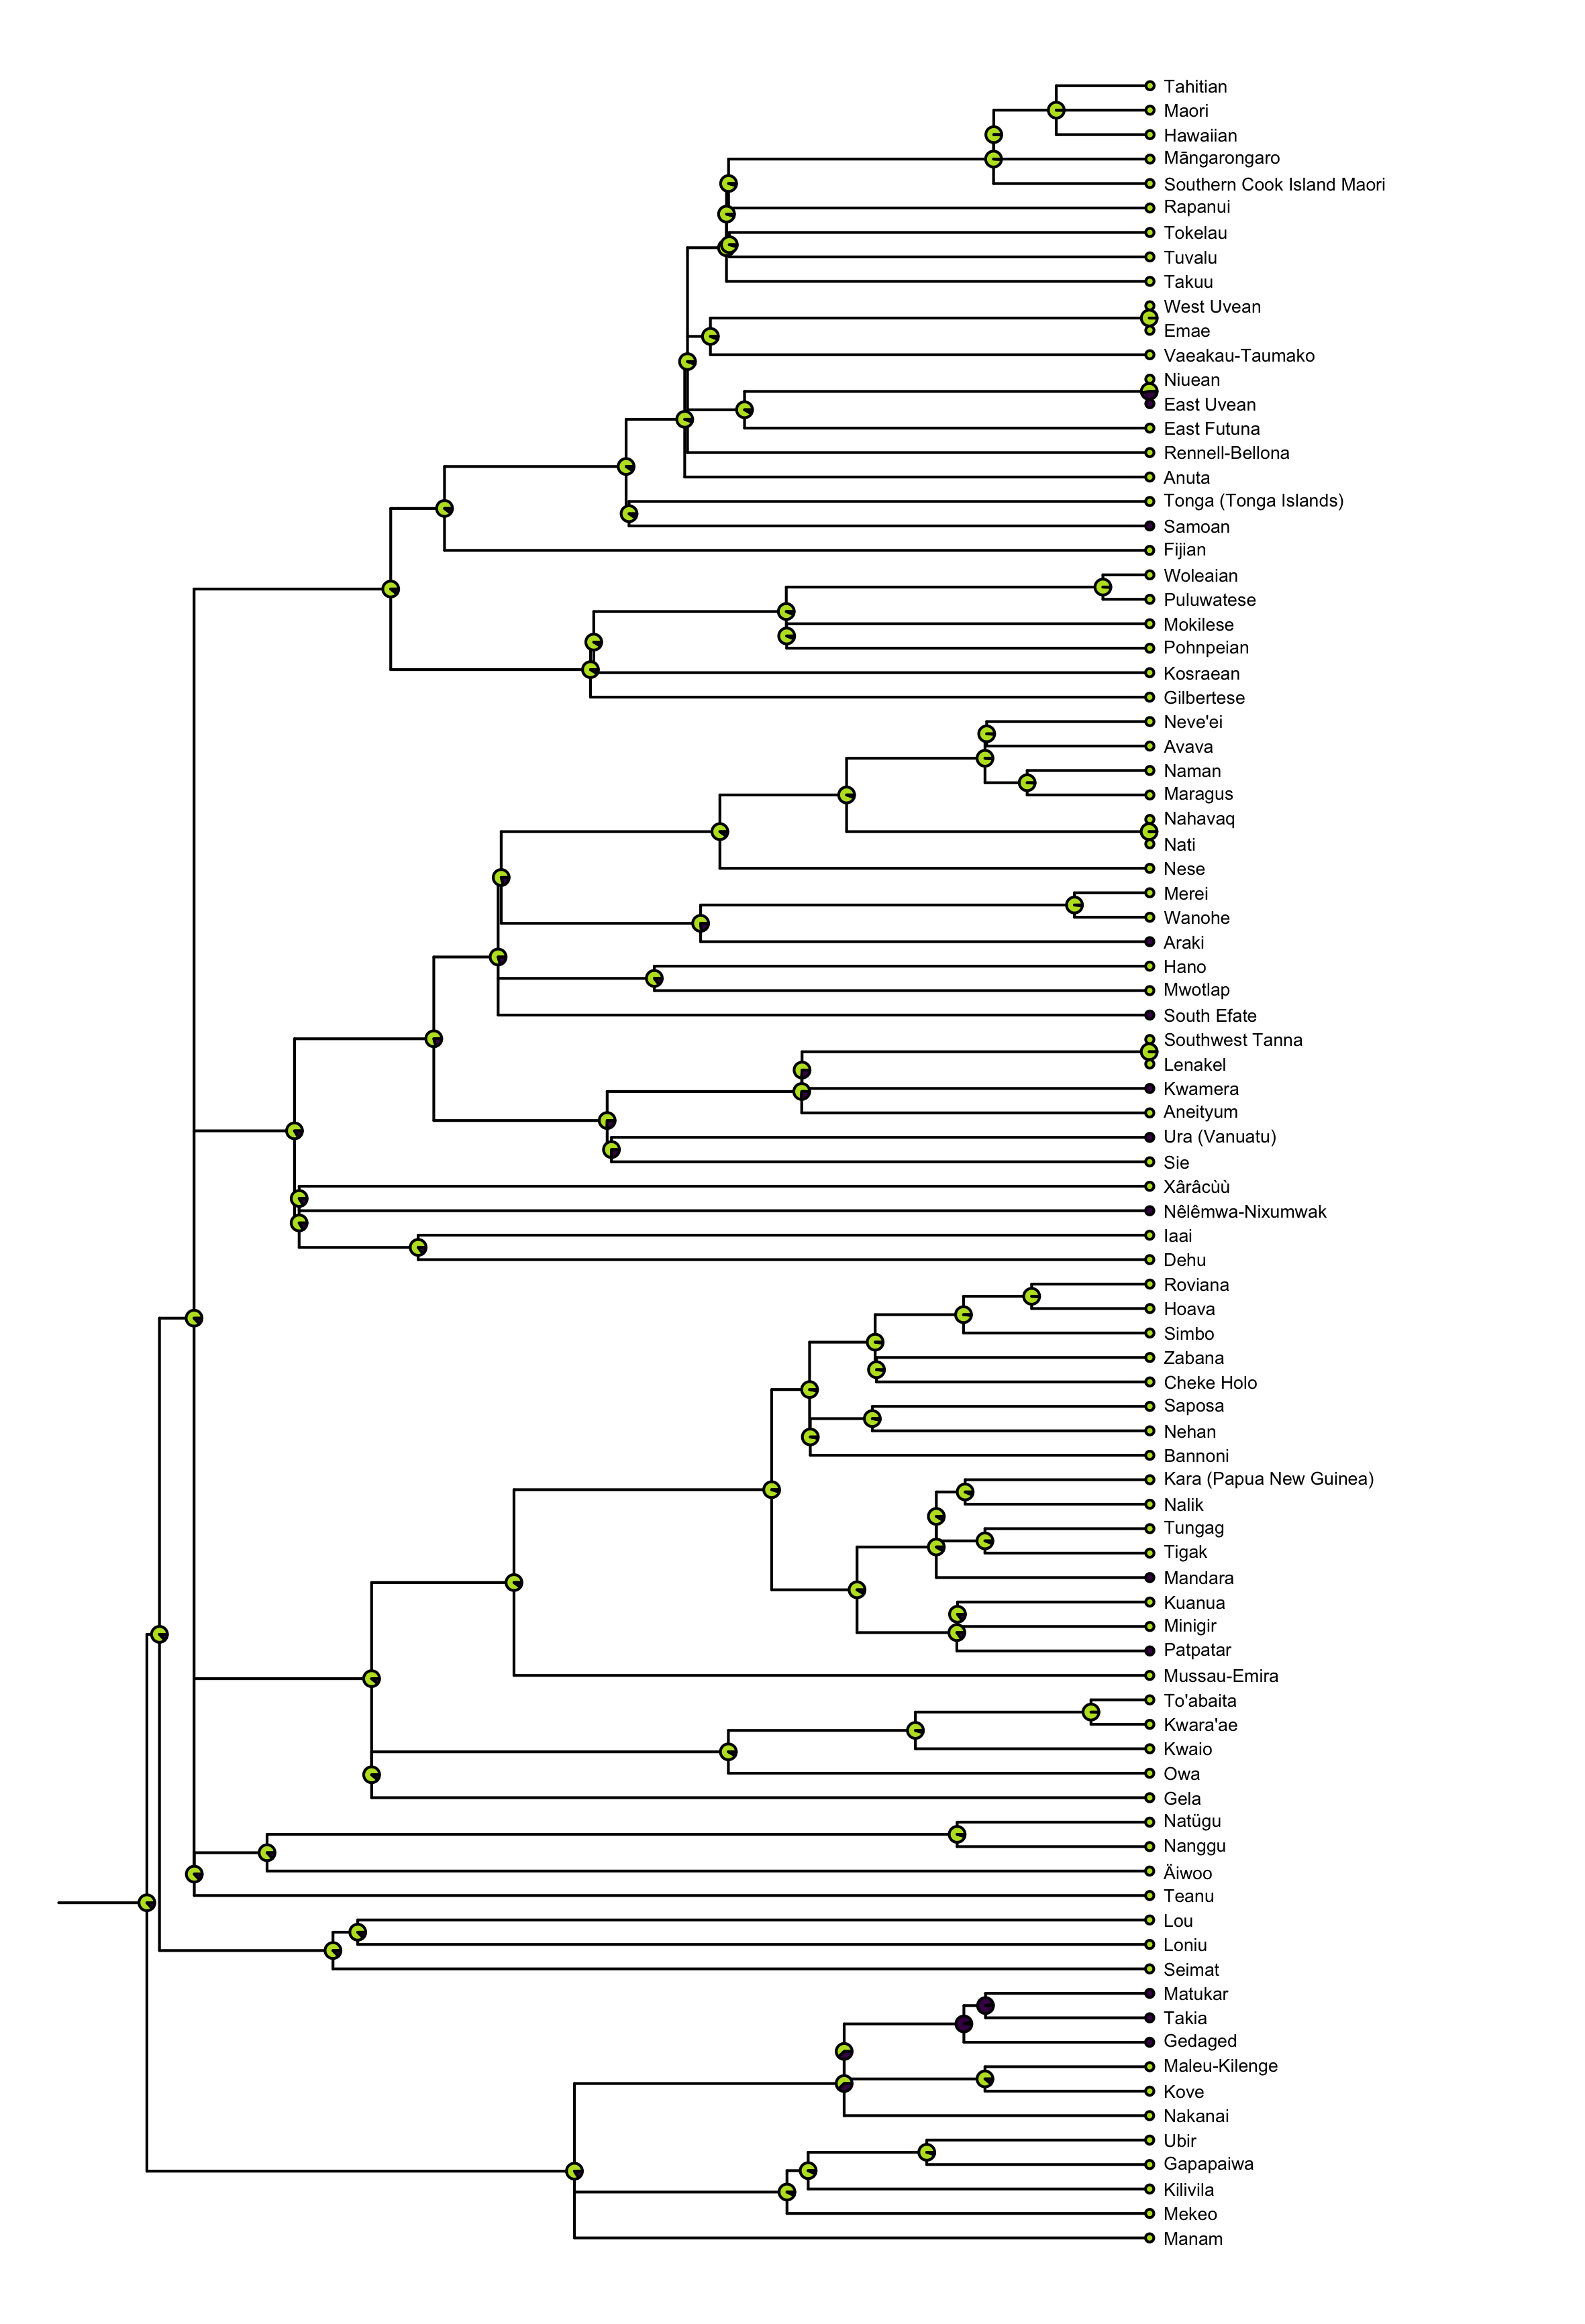 Tahitian
Maori
Hawaiian
Māngarongaro
Southern Cook Island Maori
Rapanui
Tokelau
Tuvalu
Takuu
West Uvean
Emae
Vaeakau-Taumako
Niuean
East Uvean
East Futuna
Rennell-Bellona
Anuta
Tonga (Tonga Islands)
Samoan
Fijian
Woleaian
Puluwatese
Mokilese
Pohnpeian
Kosraean
Gilbertese
Neve'ei
Avava
Naman
Maragus
Nahavaq
Nati
Nese
Merei
Wanohe
Araki
Hano
Mwotlap
South Efate
Southwest Tanna
Lenakel
Kwamera
Aneityum
Ura (Vanuatu)
Sie
Xârâcùù
Nêlêmwa-Nixumwak
Iaai
Dehu
Roviana
Hoava
Simbo
Zabana
Cheke Holo
Saposa
Nehan
Bannoni
Kara (Papua New Guinea)
Nalik
Tungag
Tigak
Mandara
Kuanua
Minigir
Patpatar
Mussau-Emira
To'abaita
Kwara'ae
Kwaio
Owa
Gela
Natügu
Nanggu
Äiwoo
Teanu
Lou
Loniu
Seimat
Matukar
Takia
Gedaged
Maleu-Kilenge
Kove
Nakanai
Ubir
Gapapaiwa
Kilivila
Mekeo
Manam